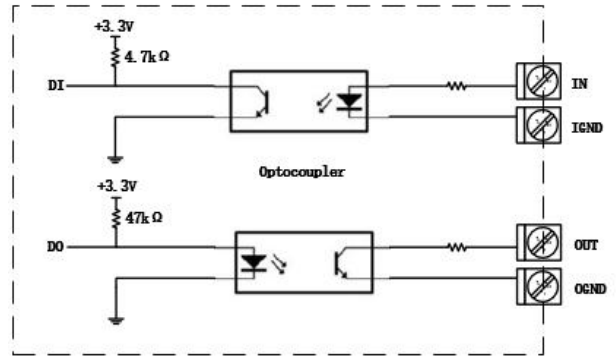 +3.3V
4.7kΩ
DI
IN
IGND
Optocoupler
+3.3V
47kΩ
DO
OUT
OGND